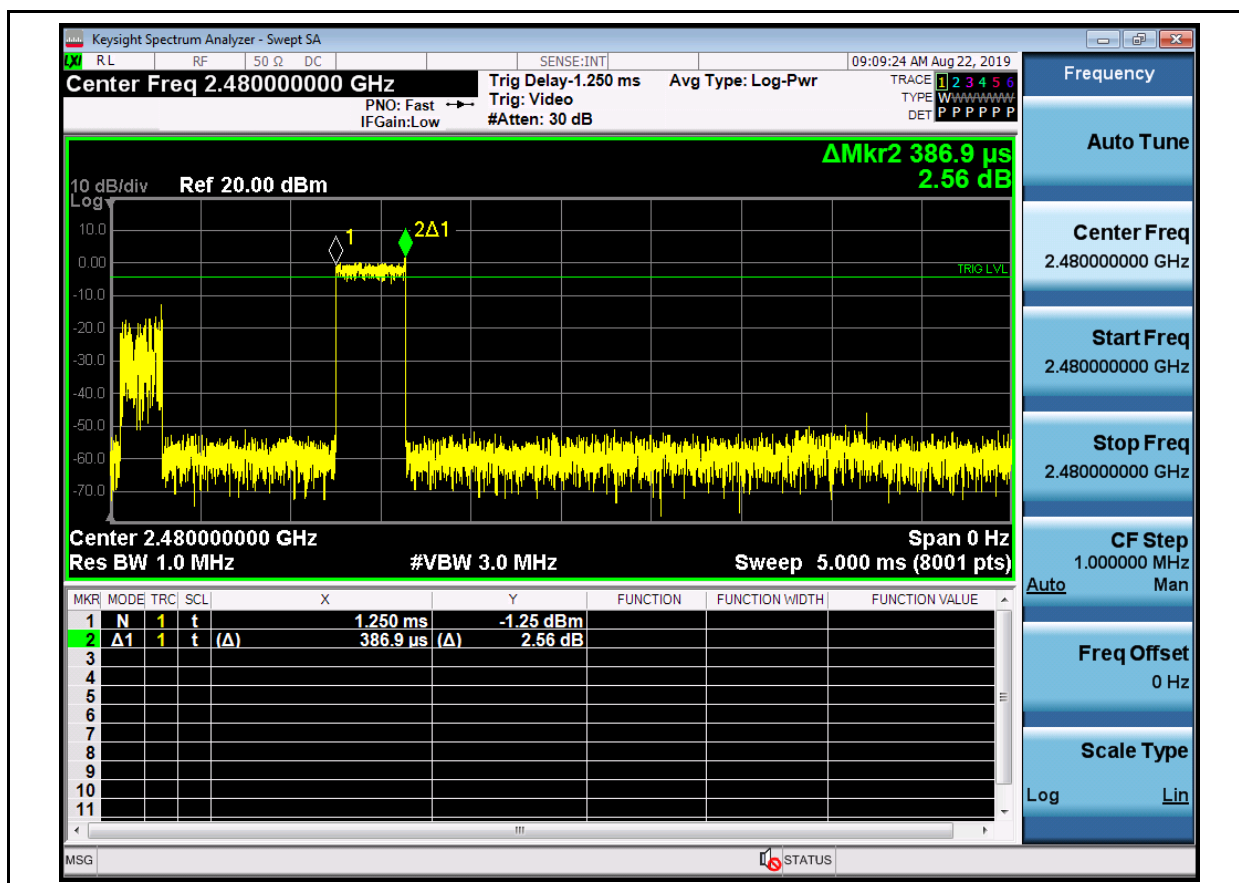 Keysight Spectrum Analyzer - Swept SA
LXI RL RF 50 Ω DC SENSE:INT 09:09:24 AM Aug 22, 2019
Center Freq 2.480000000 GHz
PNO: Fast
IFGain:Low
Trig Delay-1.250 ms
Trig: Video
#Atten: 30 dB
Avg Type: Log-Pwr
TRACE 1 2 3 4 5 6
TYPE WWWWWW
DET P P P P P P
ΔMkr2 386.9 µs
2.56 dB
10 dB/div Ref 20.00 dBm
Log
10.0
0.00
-10.0
-20.0
-30.0
-40.0
-50.0
-60.0
-70.0
1
2Δ1
TRIG LVL
Center 2.480000000 GHz Span 0 Hz
Res BW 1.0 MHz #VBW 3.0 MHz Sweep 5.000 ms (8001 pts)
MKR MODE TRC SCL X Y FUNCTION FUNCTION WIDTH FUNCTION VALUE
1 N 1 t 1.250 ms -1.25 dBm
2 Δ1 1 t (Δ) 386.9 µs (Δ) 2.56 dB
3
4
5
6
7
8
9
10
11
MSG STATUS
Frequency
Auto Tune
Center Freq
2.480000000 GHz
Start Freq
2.480000000 GHz
Stop Freq
2.480000000 GHz
CF Step
1.000000 MHz
Auto Man
Freq Offset
0 Hz
Scale Type
Log Lin